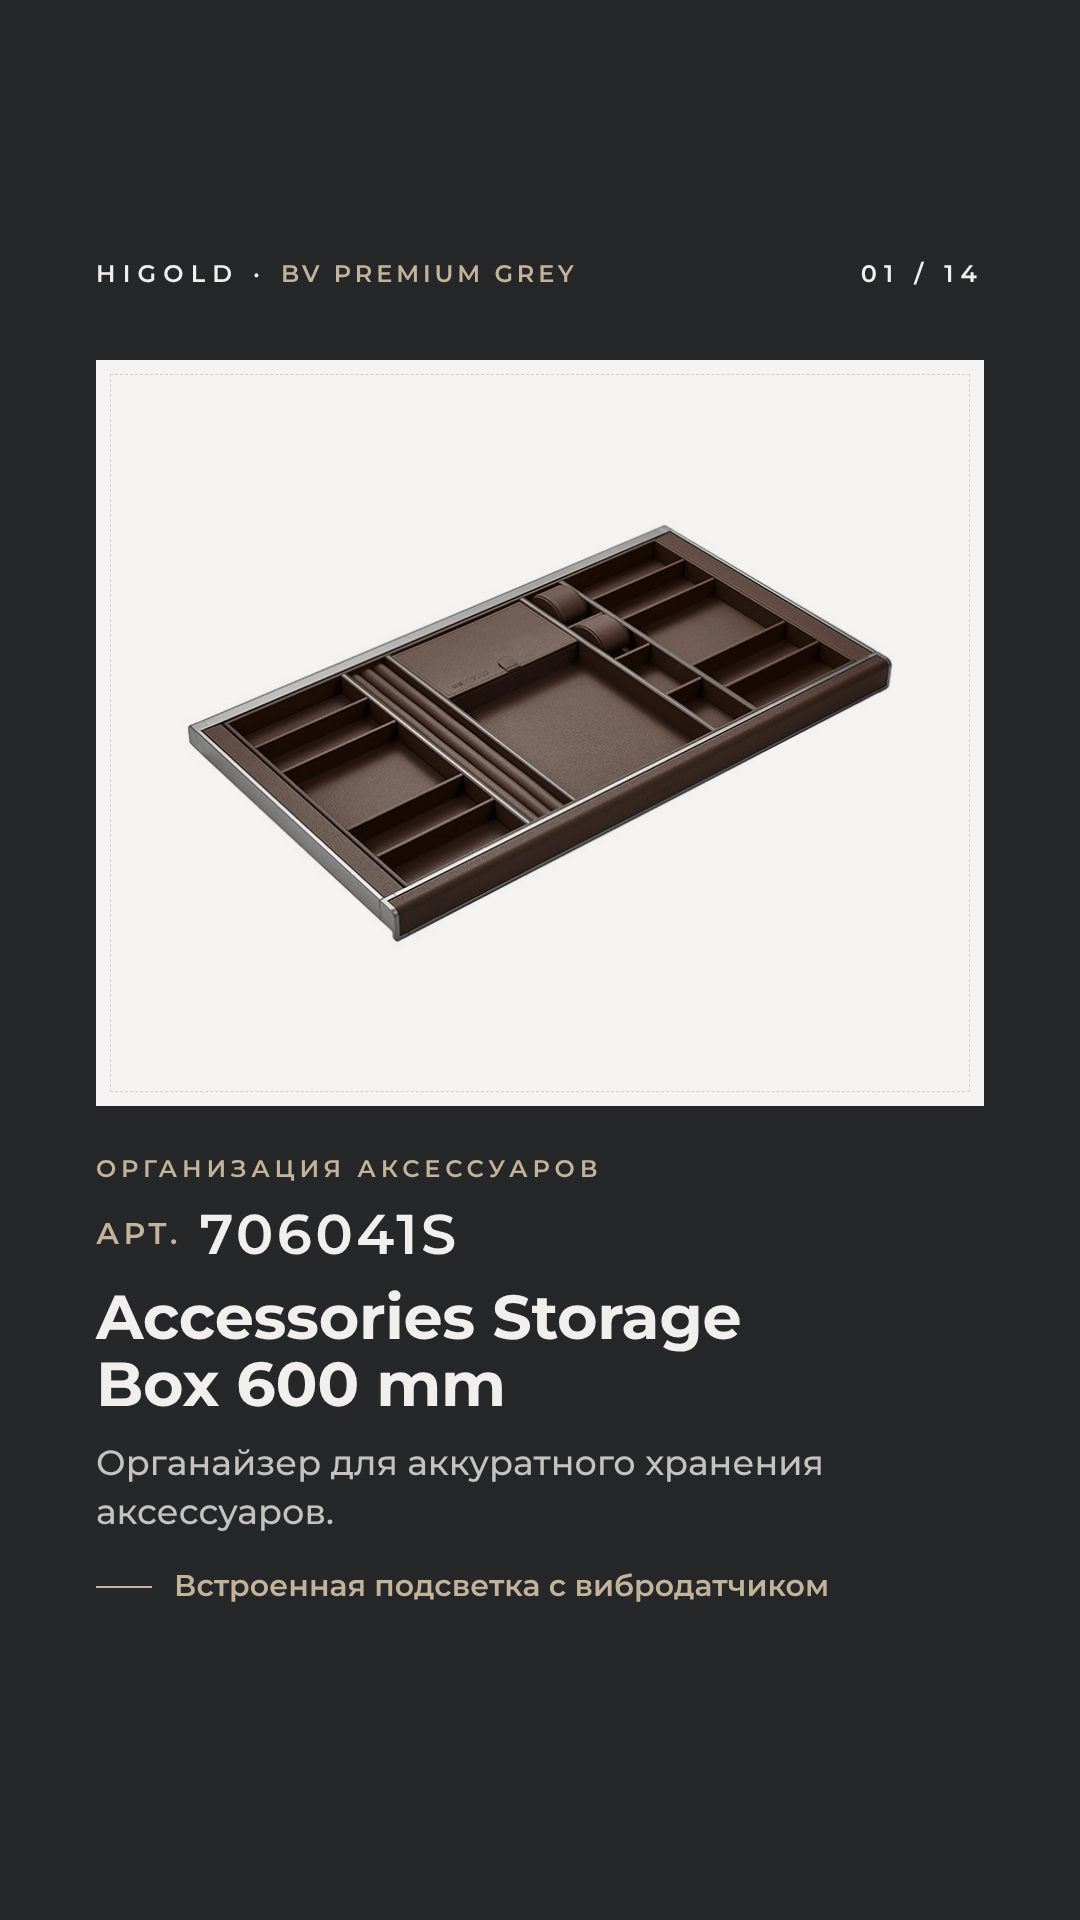 HIGOLD · BV PREMIUM GREY
01 / 14
ОРГАНИЗАЦИЯ АКСЕССУАРОВ
АРТ. 706041S
Accessories Storage
Box 600 mm
Органайзер для аккуратного хранения
аксессуаров.
Встроенная подсветка с вибродатчиком